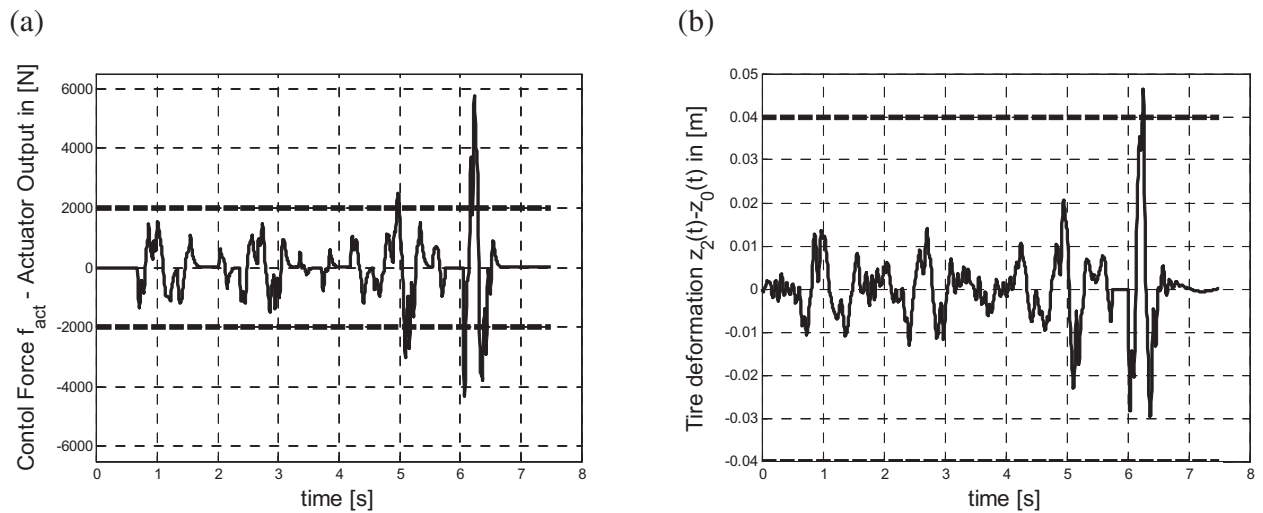 (a)
Contol Force f_act - Actuator Output in [N]
6000
4000
2000
0
-2000
-4000
-6000
0 1 2 3 4 5 6 7 8
time [s]
(b)
Tire deformation z_2(t)-z_0(t) in [m]
0.05
0.04
0.03
0.02
0.01
0
-0.01
-0.02
-0.03
-0.04
0 1 2 3 4 5 6 7 8
time [s]